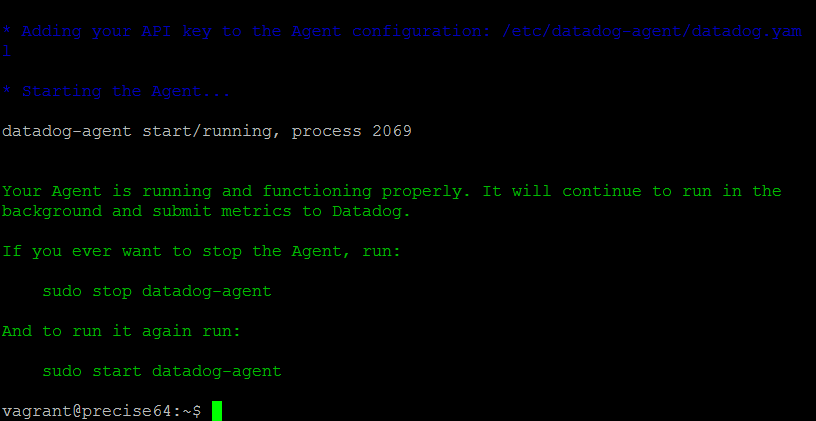 * Adding your API key to the Agent configuration: /etc/datadog-agent/datadog.yam
l
* Starting the Agent...
datadog-agent start/running, process 2069
Your Agent is running and functioning properly. It will continue to run in the
background and submit metrics to Datadog.
If you ever want to stop the Agent, run:
sudo stop datadog-agent
And to run it again run:
sudo start datadog-agent
vagrant@precise64:~$